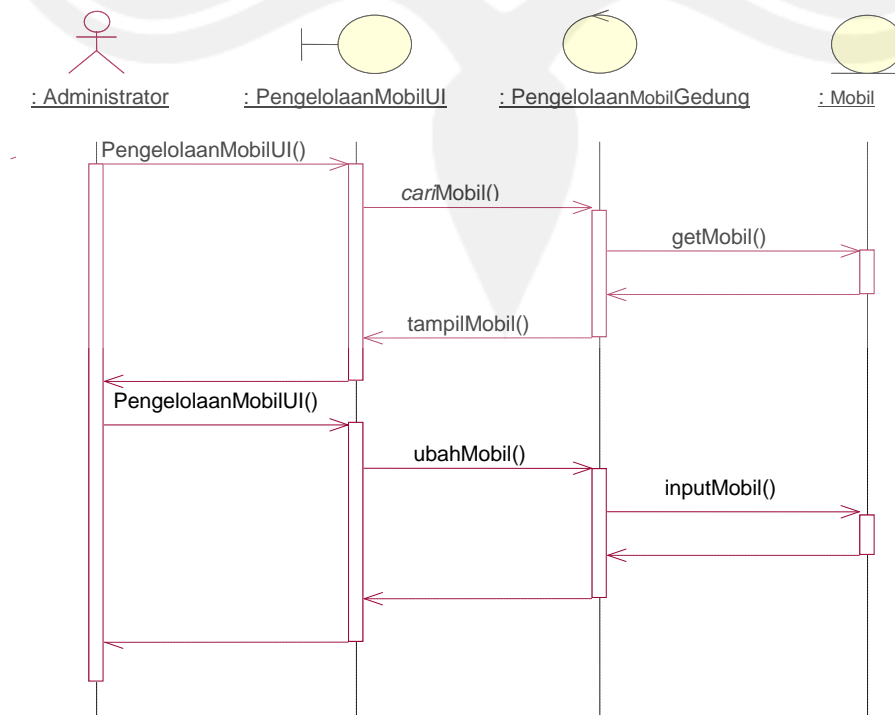 : Administrator : PengelolaanMobilUI : PengelolaanMobilGedung : Mobil
PengelolaanMobilUI()
cariMobil()
getMobil()
tampilMobil()
PengelolaanMobilUI()
ubahMobil()
inputMobil()